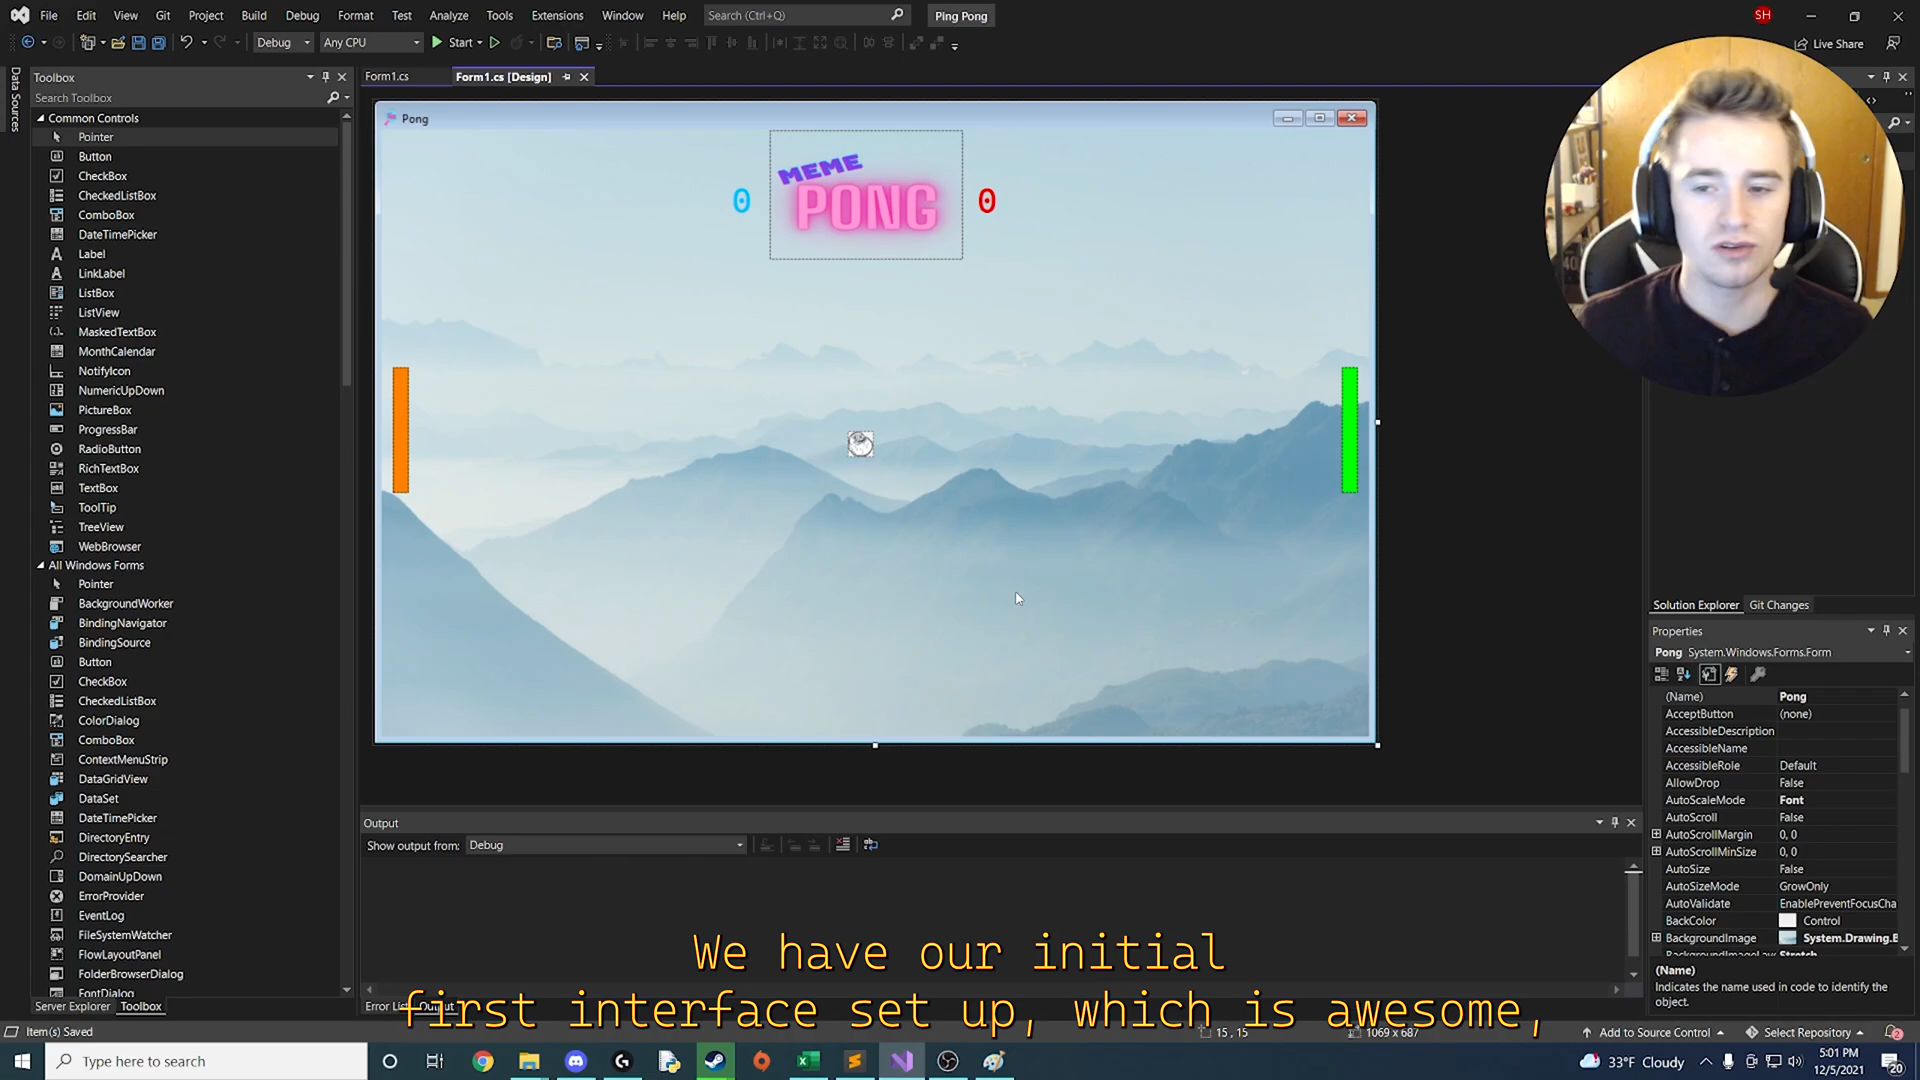 File Edit View Git Project Build Debug Format Test Analyze Tools Extensions Window Help Search (Ctrl+Q) Ping Pong SH
Debug Any CPU Start Live Share
Data Sources
Toolbox
Search Toolbox
Common Controls
Pointer
Button
CheckBox
CheckedListBox
ComboBox
DateTimePicker
Label
LinkLabel
ListBox
ListView
MaskedTextBox
MonthCalendar
NotifyIcon
NumericUpDown
PictureBox
ProgressBar
RadioButton
RichTextBox
TextBox
ToolTip
TreeView
WebBrowser
All Windows Forms
Pointer
BackgroundWorker
BindingNavigator
BindingSource
Button
CheckBox
CheckedListBox
ColorDialog
ComboBox
ContextMenuStrip
DataGridView
DataSet
DateTimePicker
DirectoryEntry
DirectorySearcher
DomainUpDown
ErrorProvider
EventLog
FileSystemWatcher
FlowLayoutPanel
FolderBrowserDialog
FontDialog
Server Explorer Toolbox
Form1.cs Form1.cs [Design]
Pong
MEME
0 PONG 0
Output
Show output from: Debug
We have our initial
first interface set up, which is awesome,
Error List Output
Solution Explorer Git Changes
Properties
Pong System.Windows.Forms.Form
(Name) Pong
AcceptButton (none)
AccessibleDescription
AccessibleName
AccessibleRole Default
AllowDrop False
AutoScaleMode Font
AutoScroll False
AutoScrollMargin 0, 0
AutoScrollMinSize 0, 0
AutoSize False
AutoSizeMode GrowOnly
AutoValidate EnablePreventFocusCha
BackColor Control
BackgroundImage System.Drawing.B
(Name)
Indicates the name used in code to identify the
object.
Item(s) Saved 15 , 15 1069 x 687 Add to Source Control Select Repository 2
Type here to search 33°F Cloudy 5:01 PM
12/5/2021 20